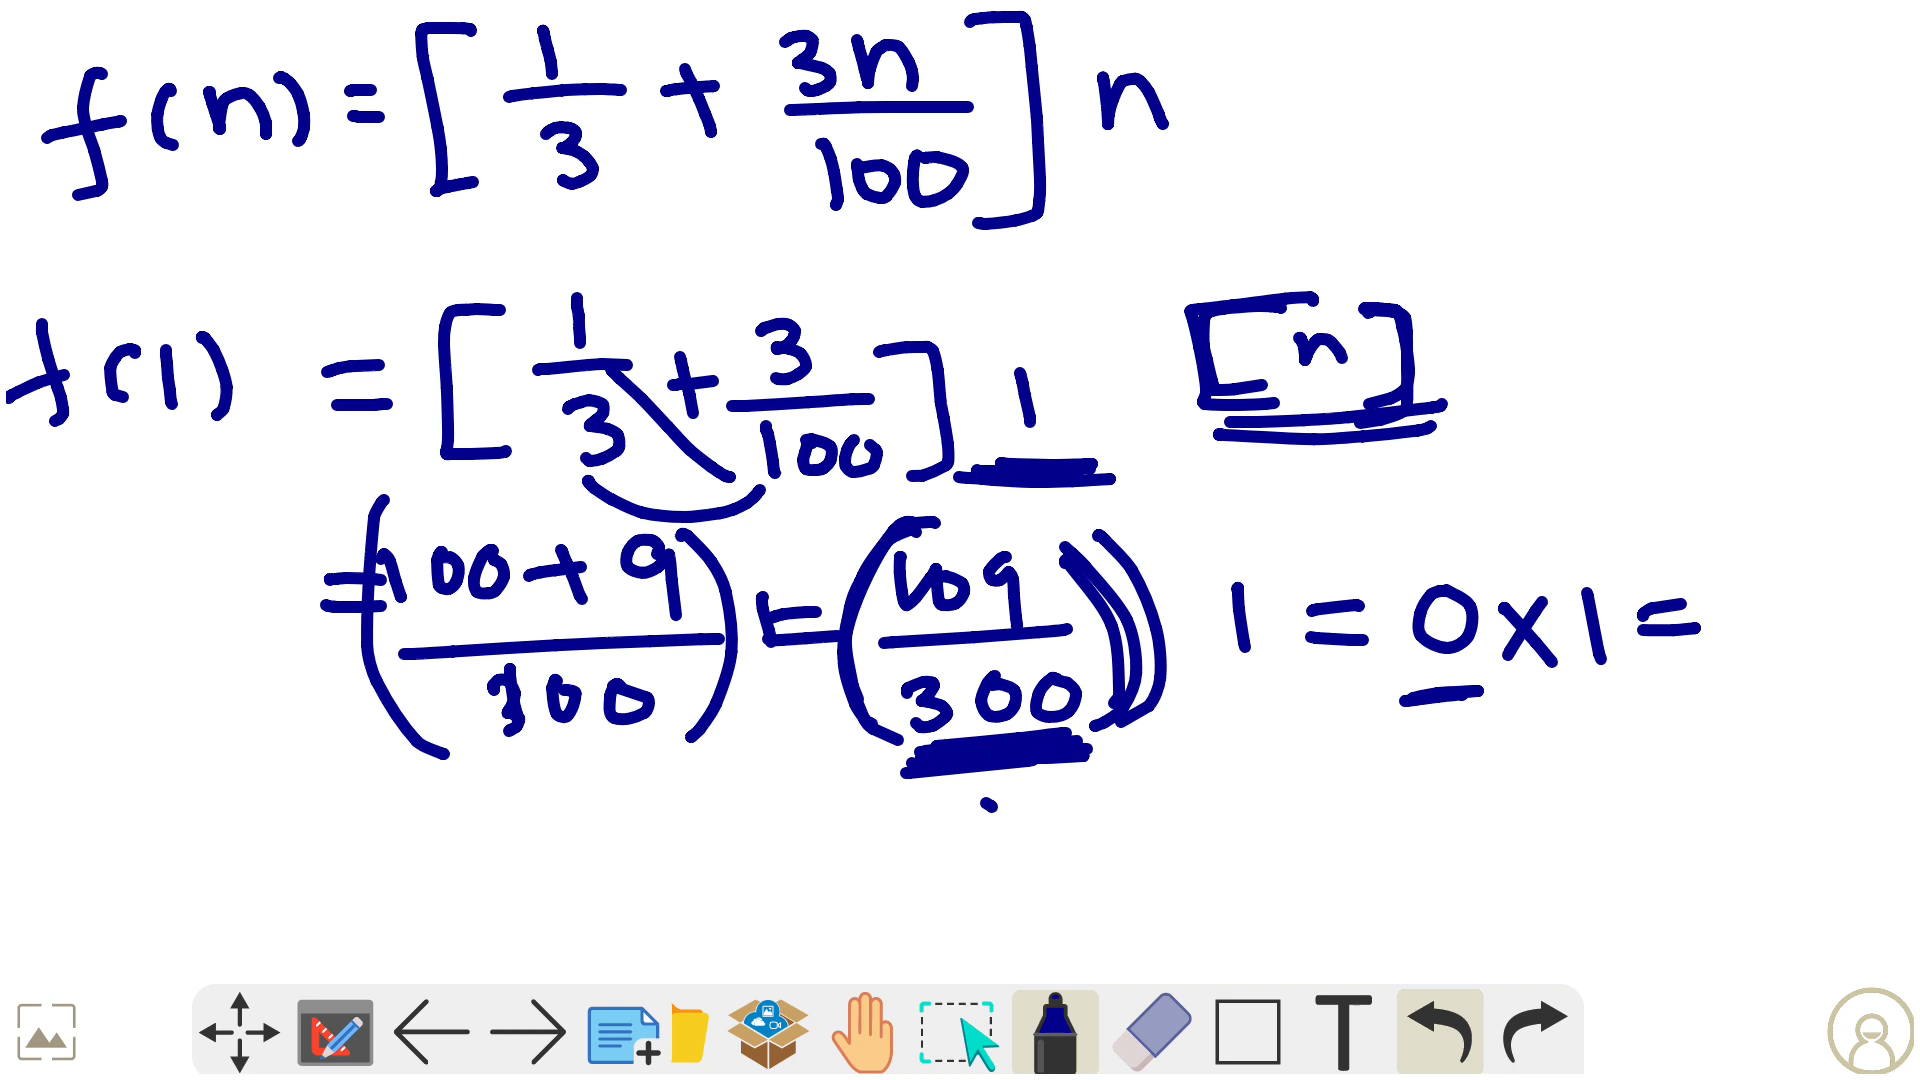 f(n) = [1/3 + 3n/100] n
f(1) = [1/3 + 3/100] 1 [n]
= (100 + 9 / 300) = (109 / 300) 1 = 0 x 1 =
T